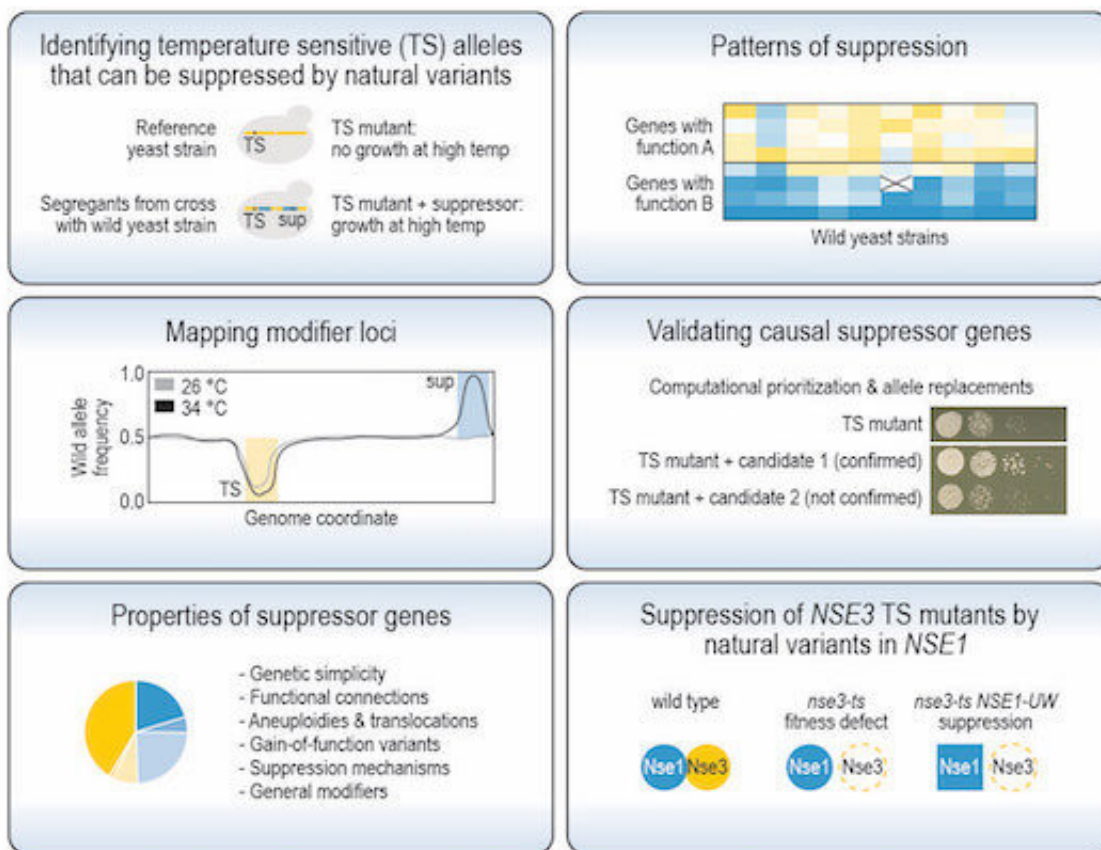 Identifying temperature sensitive (TS) alleles
that can be suppressed by natural variants
Reference
yeast strain
TS
TS mutant:
no growth at high temp
Segregants from cross
with wild yeast strain
TS sup
TS mutant + suppressor:
growth at high temp
Patterns of suppression
Genes with
function A
Genes with
function B
Wild yeast strains
Mapping modifier loci
Wild allele
frequency
1.0
0.5
0.0
26 °C
34 °C
sup
TS
Genome coordinate
Validating causal suppressor genes
Computational prioritization & allele replacements
TS mutant
TS mutant + candidate 1 (confirmed)
TS mutant + candidate 2 (not confirmed)
Properties of suppressor genes
- Genetic simplicity
- Functional connections
- Aneuploidies & translocations
- Gain-of-function variants
- Suppression mechanisms
- General modifiers
Suppression of NSE3 TS mutants by
natural variants in NSE1
wild type
Nse1 Nse3
nse3-ts
fitness defect
Nse1 Nse3
nse3-ts NSE1-UW
suppression
Nse1 Nse3